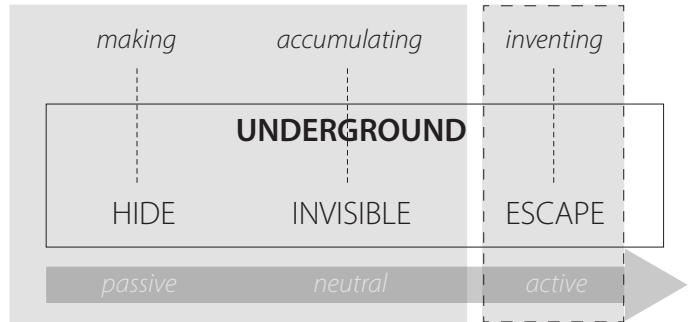 making accumulating inventing
UNDERGROUND
HIDE INVISIBLE ESCAPE
passive neutral active